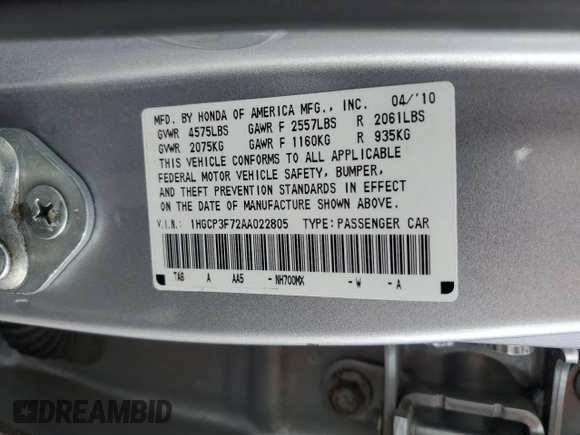 MFD. BY HONDA OF AMERICA MFG., INC. 04/'10
GVWR 4575LBS GAWR F 2557LBS R 2061LBS
GVWR 2075KG GAWR F 1160KG R 935KG
THIS VEHICLE CONFORMS TO ALL APPLICABLE
FEDERAL MOTOR VEHICLE SAFETY, BUMPER,
AND THEFT PREVENTION STANDARDS IN EFFECT
ON THE DATE OF MANUFACTURE SHOWN ABOVE.
V.I.N.: 1HGCP3F72AA022805 TYPE: PASSENGER CAR
TA6 A AA5 - NH700MX - W - A
DREAMBID